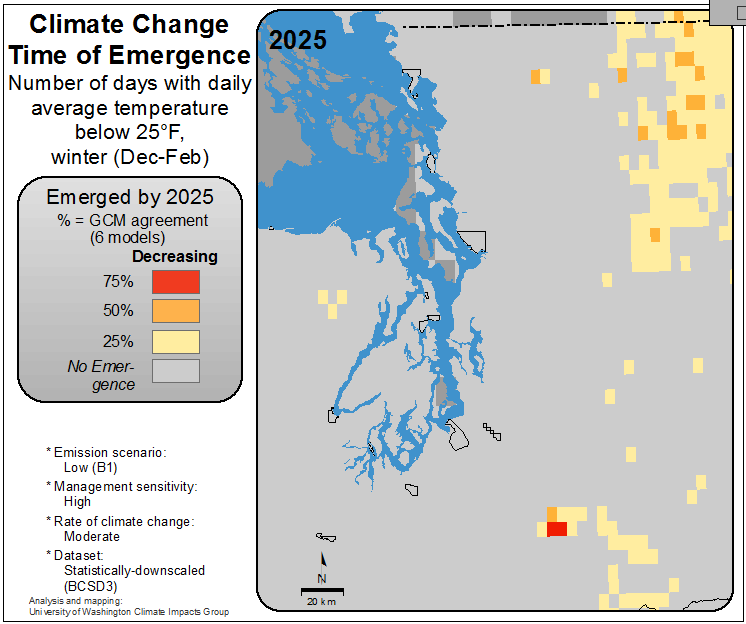 Climate Change
Time of Emergence
Number of days with daily
average temperature
below 25°F,
winter (Dec-Feb)
Emerged by 2025
% = GCM agreement
(6 models)
Decreasing
75%
50%
25%
No Emer-
gence
* Emission scenario:
Low (B1)
* Management sensitivity:
High
* Rate of climate change:
Moderate
* Dataset:
Statistically-downscaled
(BCSD3)
Analysis and mapping:
University of Washington Climate Impacts Group
2025
N
20 km